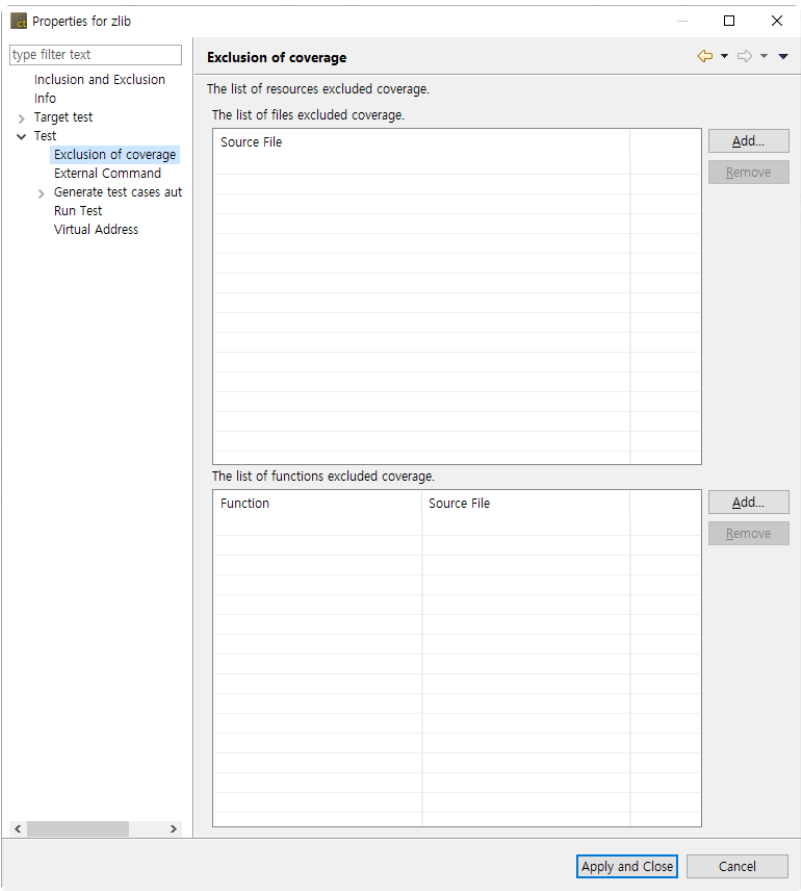 ct Properties for zlib
type filter text
Inclusion and Exclusion
Info
Target test
Test
Exclusion of coverage
External Command
Generate test cases aut
Run Test
Virtual Address
Exclusion of coverage
The list of resources excluded coverage.
The list of files excluded coverage.
Source File
Add...
Remove
The list of functions excluded coverage.
Function Source File
Add...
Remove
Apply and Close Cancel